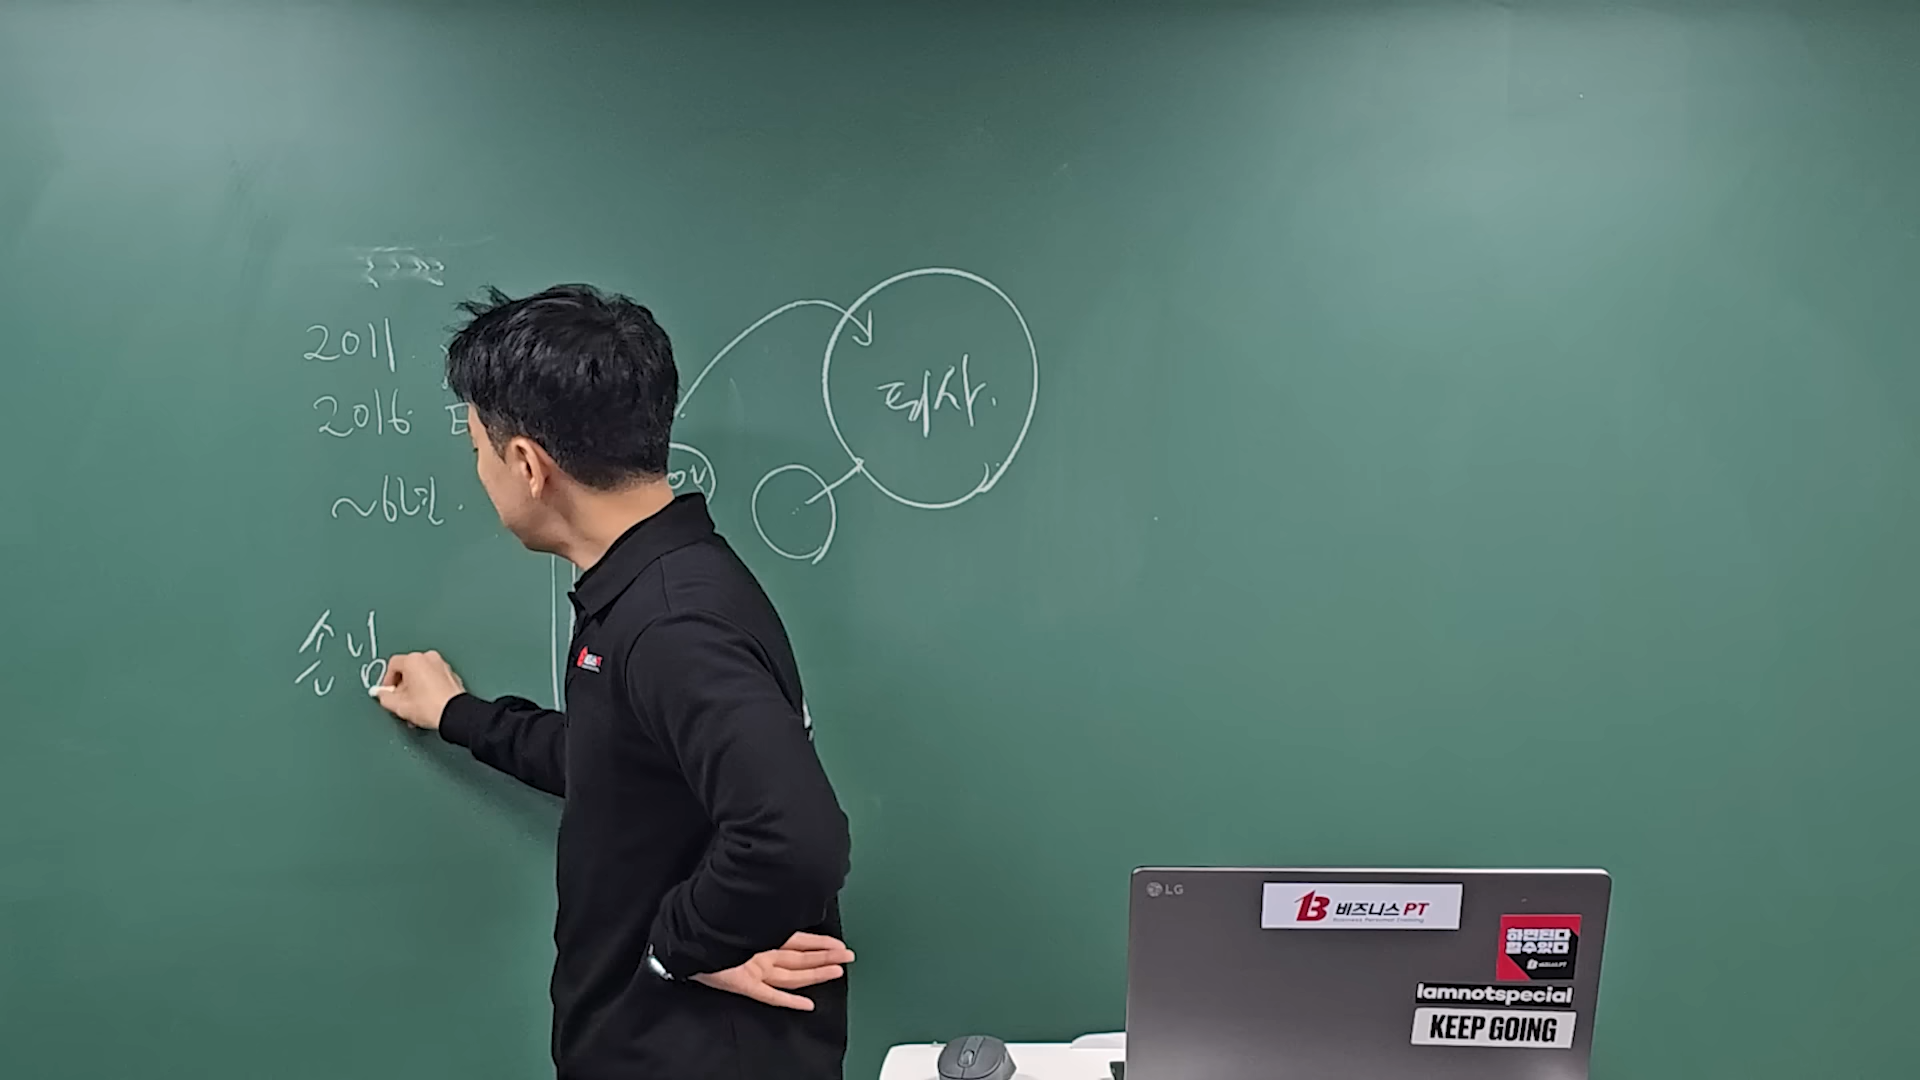 2011.
2016.
~6년.
퇴사.
손님
LG
비즈니스PT
Business Personal Training
하면된다
할수있다
비즈니스PT
Iamnotspecial
KEEP GOING